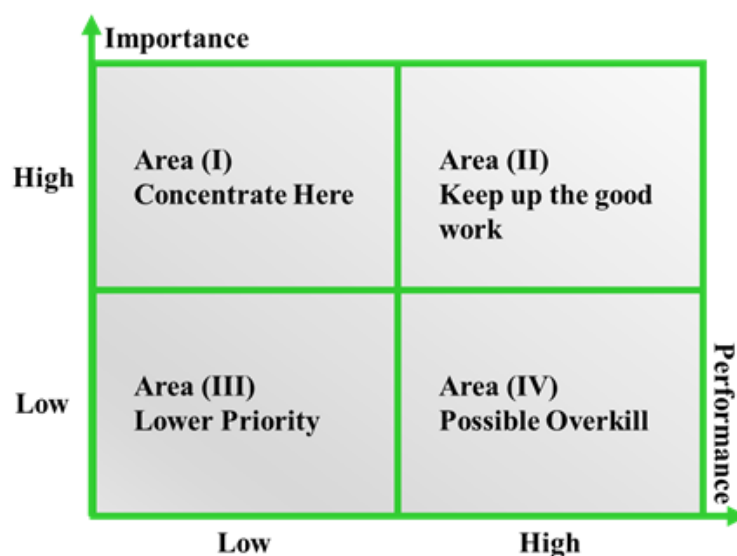 Importance
High
Area (I)
Concentrate Here
Area (II)
Keep up the good
work
Low
Area (III)
Lower Priority
Area (IV)
Possible Overkill
Performance
Low
High